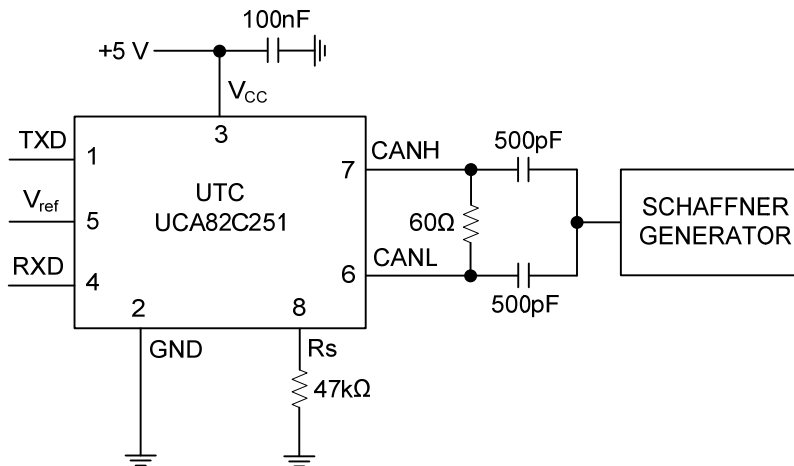 100nF
+5 V
VCC
3
TXD
1
CANH
7
500pF
UTC
UCA82C251
Vref
5
60Ω
SCHAFFNER
GENERATOR
RXD
4
CANL
6
500pF
2
8
GND
Rs
47kΩ